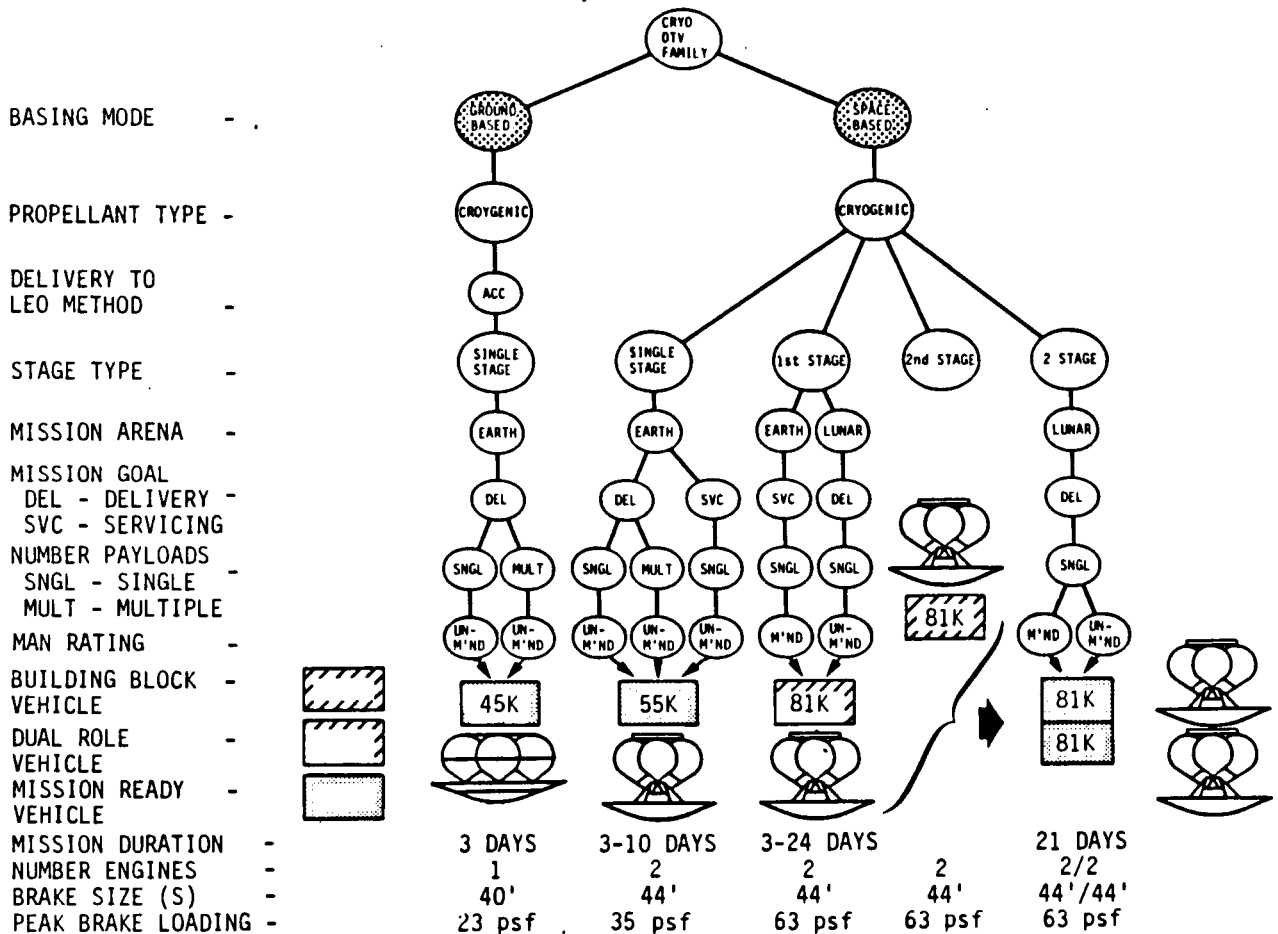 CRYO
OTV
FAMILY
BASING MODE -
GROUND
BASED
SPACE
BASED
PROPELLANT TYPE -
CROYGENIC
CRYOGENIC
DELIVERY TO
LEO METHOD -
ACC
STAGE TYPE -
SINGLE
STAGE
SINGLE
STAGE
1st STAGE
2nd STAGE
2 STAGE
MISSION ARENA -
EARTH
EARTH
EARTH
LUNAR
LUNAR
MISSION GOAL
DEL - DELIVERY -
SVC - SERVICING
DEL
DEL
SVC
SVC
DEL
DEL
NUMBER PAYLOADS
SNGL - SINGLE -
MULT - MULTIPLE
SNGL
MULT
SNGL
MULT
SNGL
SNGL
SNGL
SNGL
81K
MAN RATING -
UN-
M'ND
UN-
M'ND
UN-
M'ND
UN-
M'ND
UN-
M'ND
M'ND
UN-
M'ND
M'ND
UN-
M'ND
BUILDING BLOCK -
VEHICLE
45K
55K
81K
81K
81K
DUAL ROLE -
VEHICLE
MISSION READY -
VEHICLE
MISSION DURATION - 3 DAYS 3-10 DAYS 3-24 DAYS 21 DAYS
NUMBER ENGINES - 1 2 2 2 2/2
BRAKE SIZE (S) - 40' 44' 44' 44' 44'/44'
PEAK BRAKE LOADING - 23 psf 35 psf 63 psf 63 psf 63 psf